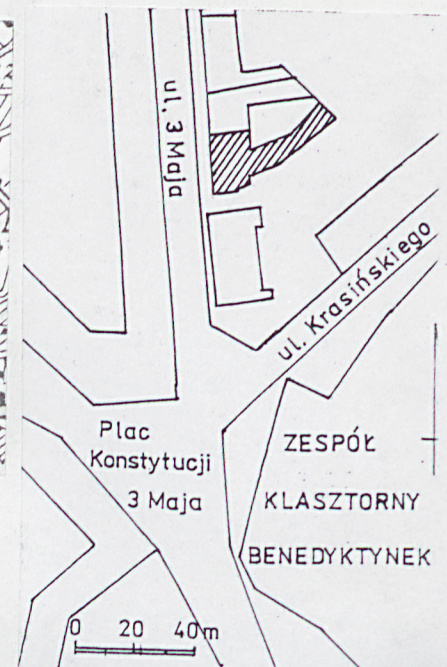 ul. 3 Maja
ul. Krasińskiego
Plac
Konstytucji
3 Maja
ZESPÓŁ
KLASZTORNY
BENEDYKTYNEK
0 20 40m